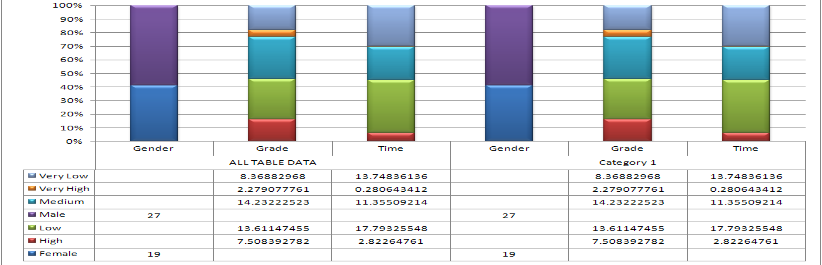 100%
90%
80%
70%
60%
50%
40%
30%
20%
10%
0%
Gender Grade Time Gender Grade Time
ALL TABLE DATA Category 1
Very Low 8.36882968 13.74836136 8.36882968 13.74836136
Very High 2.279077761 0.280643412 2.279077761 0.280643412
Medium 14.23222523 11.35509214 14.23222523 11.35509214
Male 27 27
Low 13.61147455 17.79325548 13.61147455 17.79325548
High 7.508392782 2.82264761 7.508392782 2.82264761
Female 19 19